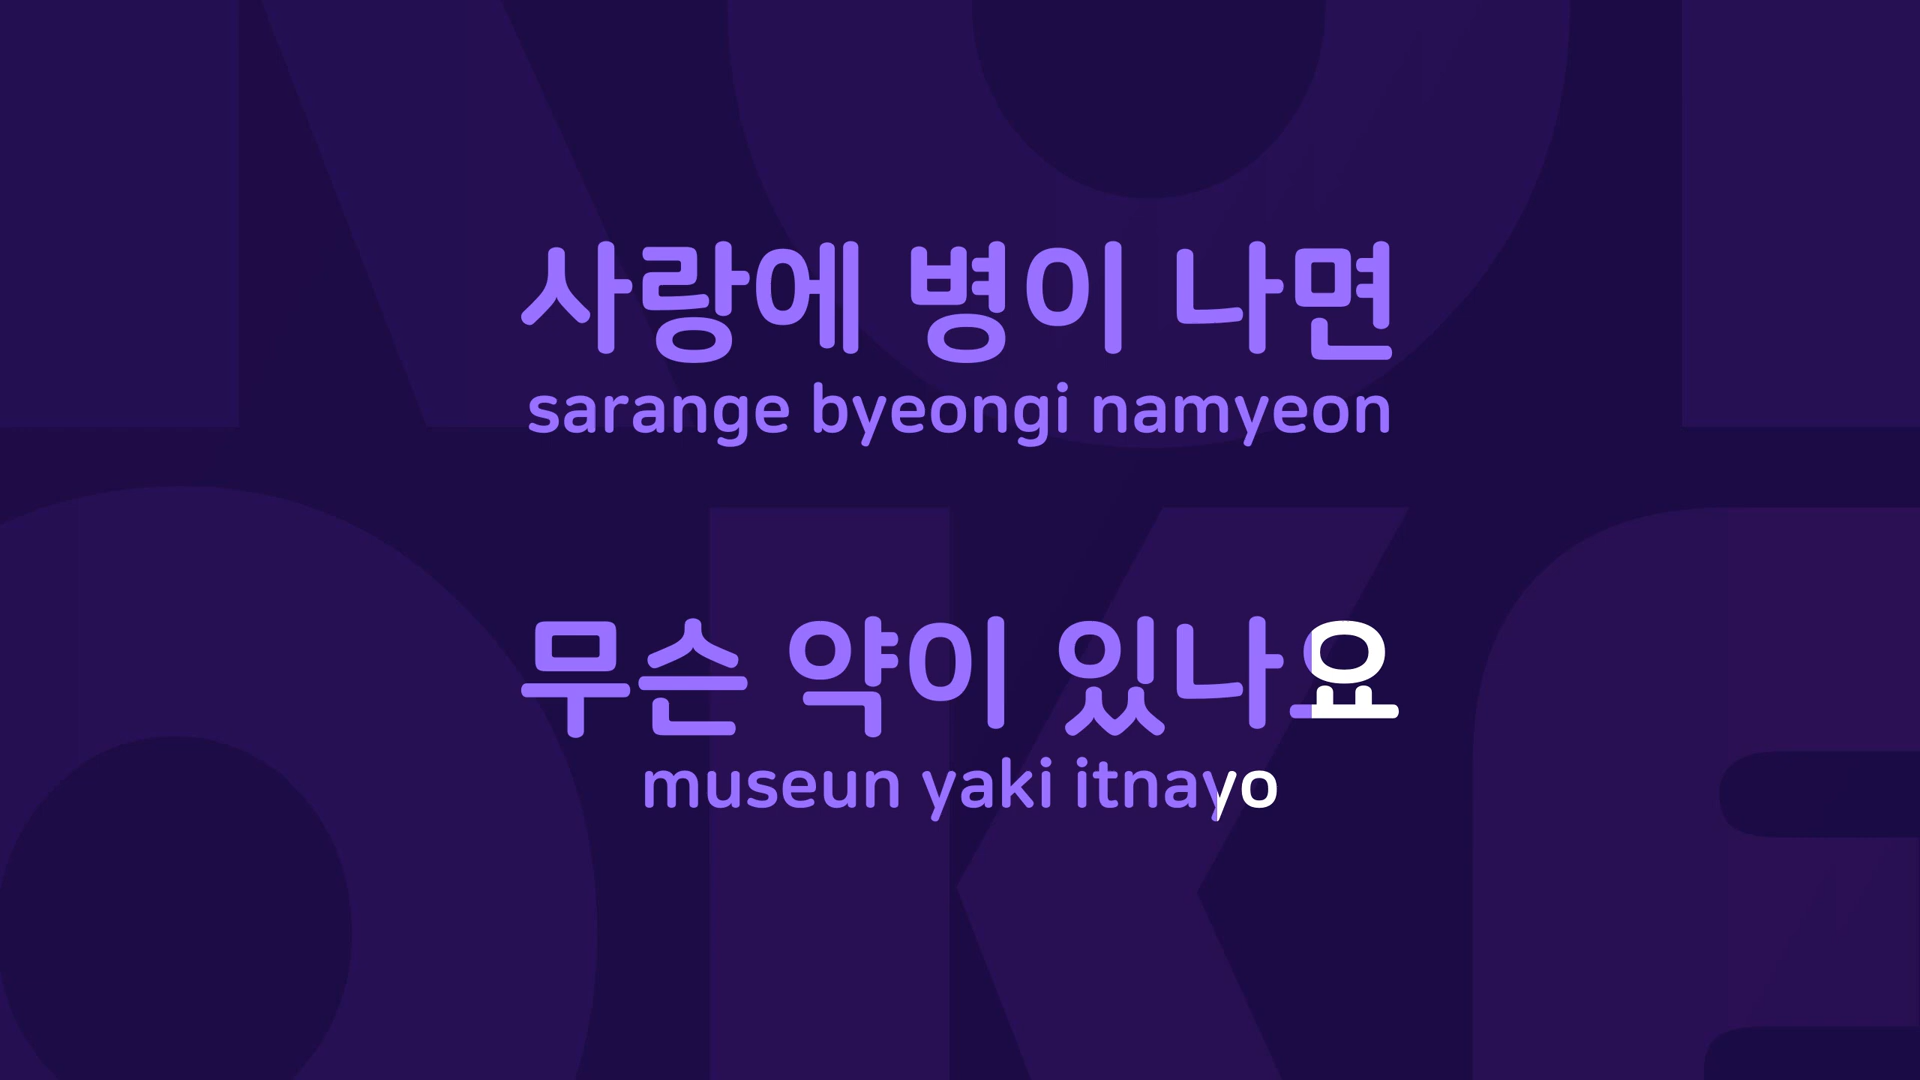 사랑에 병이 나면
sarange byeongi namyeon
무슨 약이 있나요
museun yaki itnayo